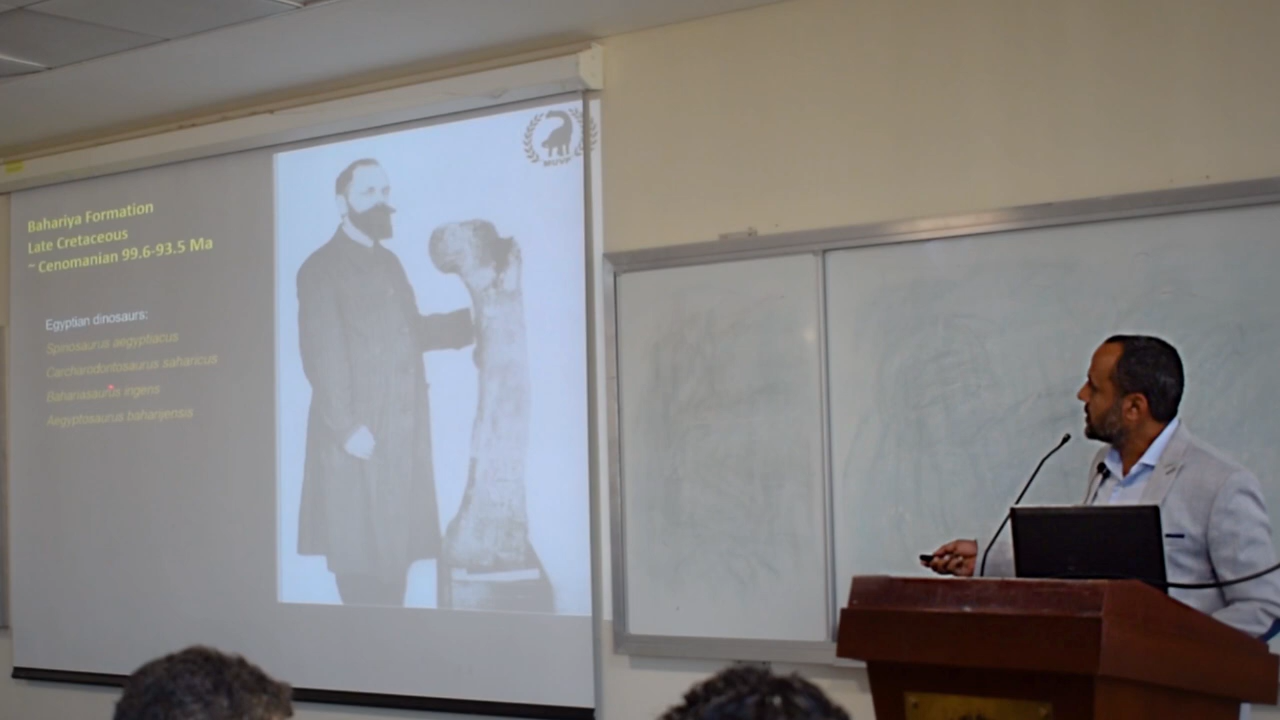 Bahariya Formation
Late Cretaceous
~ Cenomanian 99.6-93.5 Ma
Egyptian dinosaurs:
Spinosaurus aegyptiacus
Carcharodontosaurus saharicus
Bahariasaurus ingens
Aegyptosaurus baharijensis
MUVP